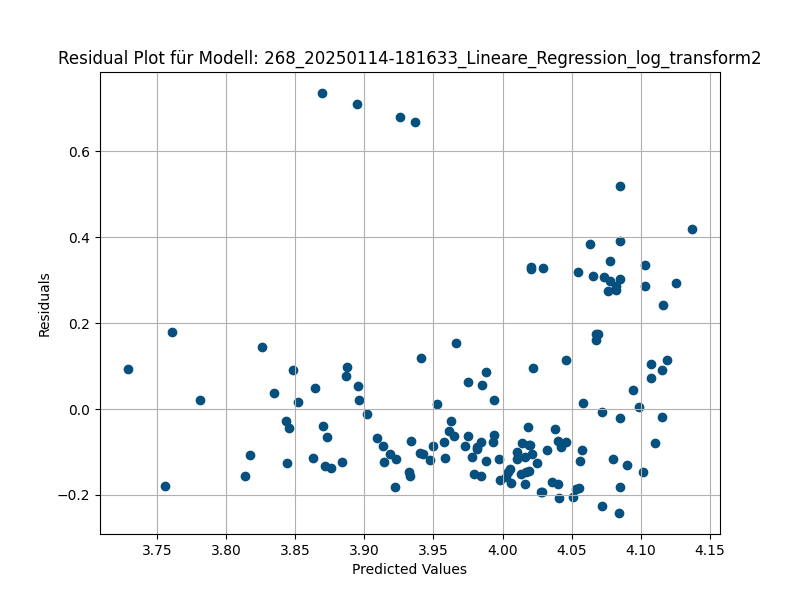 Residual Plot für Modell: 268_20250114-181633_Lineare_Regression_log_transform2
0.6
0.4
0.2
0.0
−0.2
Residuals
3.75 3.80 3.85 3.90 3.95 4.00 4.05 4.10 4.15
Predicted Values